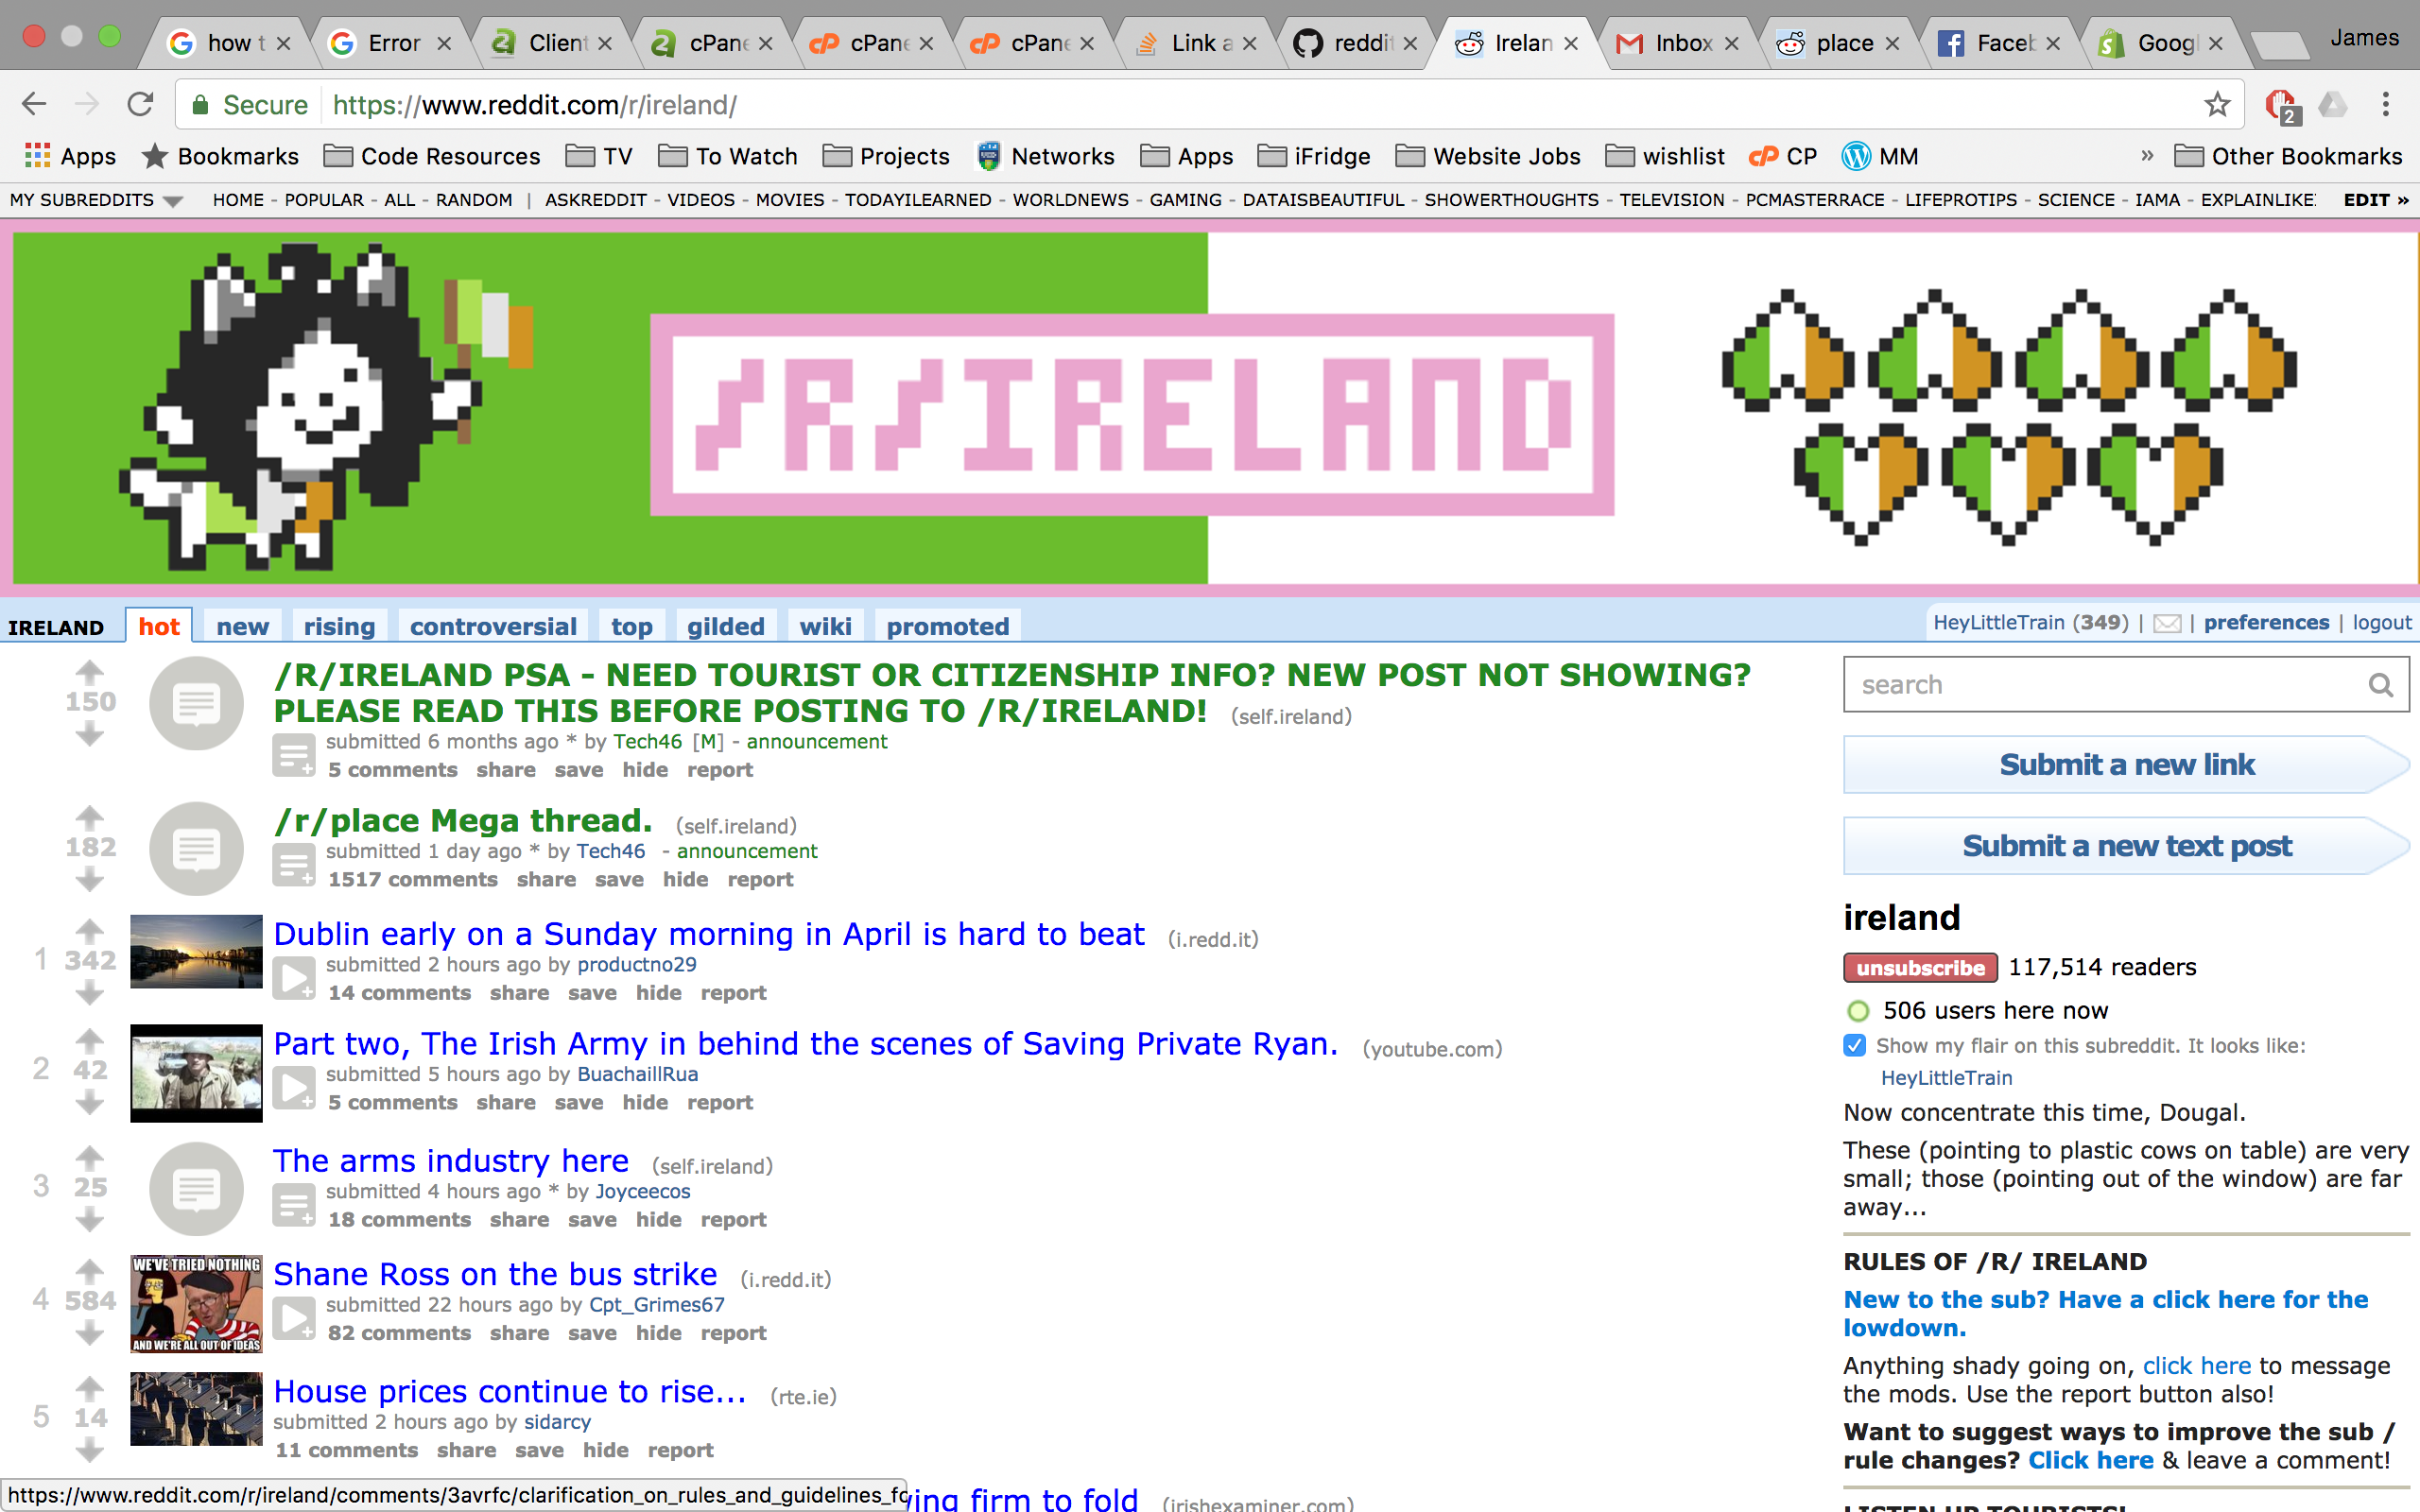 how t
Error
Client
cPane
cPane
cPane
Link a
reddit
Irelan
Inbox
place
Faceb
Googl
James
Secure https://www.reddit.com/r/ireland/
2
Apps Bookmarks Code Resources TV To Watch Projects Networks Apps iFridge Website Jobs wishlist CP MM » Other Bookmarks
MY SUBREDDITS HOME - POPULAR - ALL - RANDOM | ASKREDDIT - VIDEOS - MOVIES - TODAYILEARNED - WORLDNEWS - GAMING - DATAISBEAUTIFUL - SHOWERTHOUGHTS - TELEVISION - PCMASTERRACE - LIFEPROTIPS - SCIENCE - IAMA - EXPLAINLIKE EDIT »
/R/IRELAND
IRELAND hot new rising controversial top gilded wiki promoted
HeyLittleTrain (349) | preferences | logout
150
/R/IRELAND PSA - NEED TOURIST OR CITIZENSHIP INFO? NEW POST NOT SHOWING?
PLEASE READ THIS BEFORE POSTING TO /R/IRELAND! (self.ireland)
submitted 6 months ago * by Tech46 [M] - announcement
5 comments share save hide report
182
/r/place Mega thread. (self.ireland)
submitted 1 day ago * by Tech46 - announcement
1517 comments share save hide report
1 342
Dublin early on a Sunday morning in April is hard to beat (i.redd.it)
submitted 2 hours ago by productno29
14 comments share save hide report
2 42
Part two, The Irish Army in behind the scenes of Saving Private Ryan. (youtube.com)
submitted 5 hours ago by BuachaillRua
5 comments share save hide report
3 25
The arms industry here (self.ireland)
submitted 4 hours ago * by Joyceecos
18 comments share save hide report
4 584
WE'VE TRIED NOTHING
AND WE'RE ALL OUT OF IDEAS
Shane Ross on the bus strike (i.redd.it)
submitted 22 hours ago by Cpt_Grimes67
82 comments share save hide report
5 14
House prices continue to rise... (rte.ie)
submitted 2 hours ago by sidarcy
11 comments share save hide report
https://www.reddit.com/r/ireland/comments/3avrfc/clarification_on_rules_and_guidelines_fo
ing firm to fold (irishexaminer.com)
search
Submit a new link
Submit a new text post
ireland
unsubscribe 117,514 readers
506 users here now
Show my flair on this subreddit. It looks like:
HeyLittleTrain
Now concentrate this time, Dougal.
These (pointing to plastic cows on table) are very
small; those (pointing out of the window) are far
away...
RULES OF /R/ IRELAND
New to the sub? Have a click here for the
lowdown.
Anything shady going on, click here to message
the mods. Use the report button also!
Want to suggest ways to improve the sub /
rule changes? Click here & leave a comment!
LISTEN UP TOURISTS!